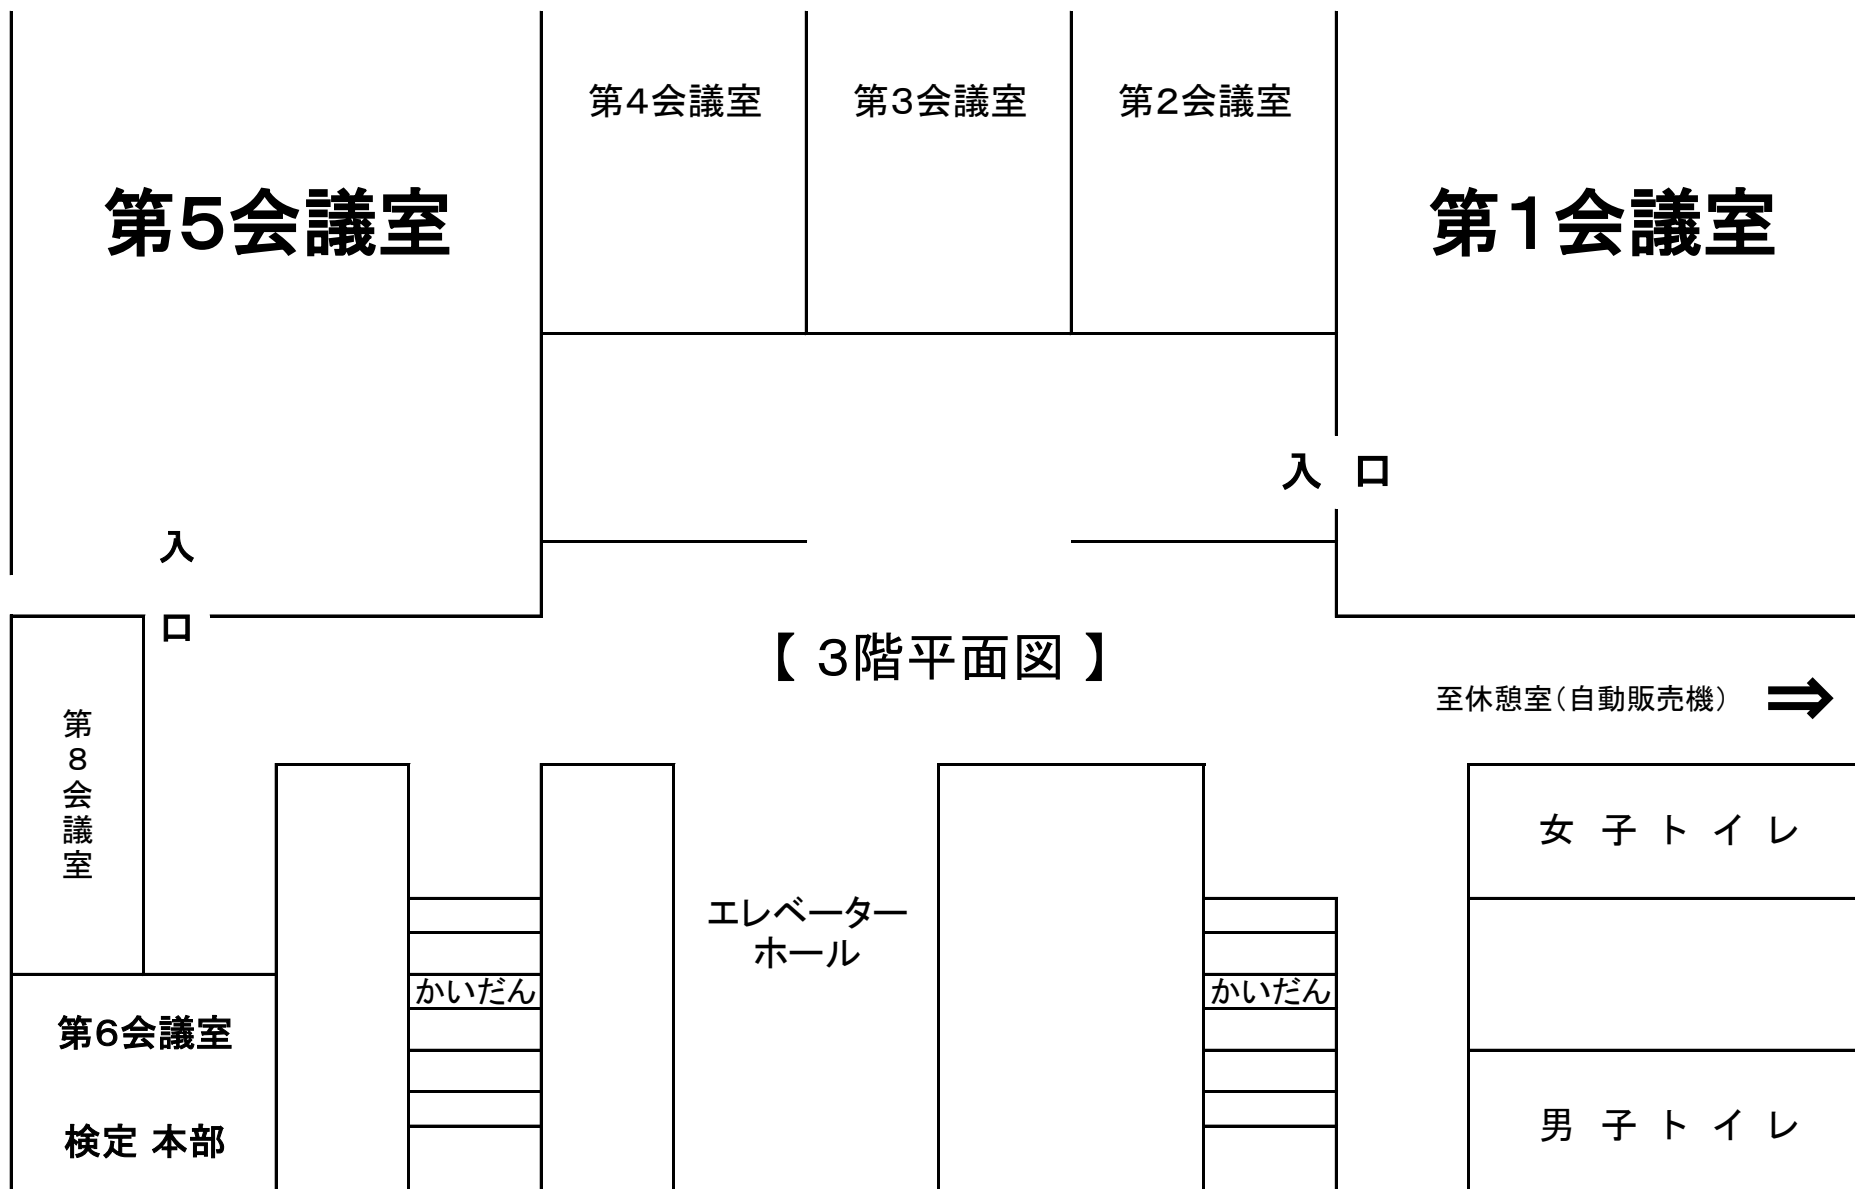 第4会議室
第3会議室
第2会議室
第5会議室
第1会議室
入 口
入
口
【 3階平面図 】
至休憩室(自動販売機) ⇒
第
8
会
議
室
女 子 ト イ レ
エレベーター
ホール
かいだん
かいだん
第6会議室
検定 本部
男 子 ト イ レ